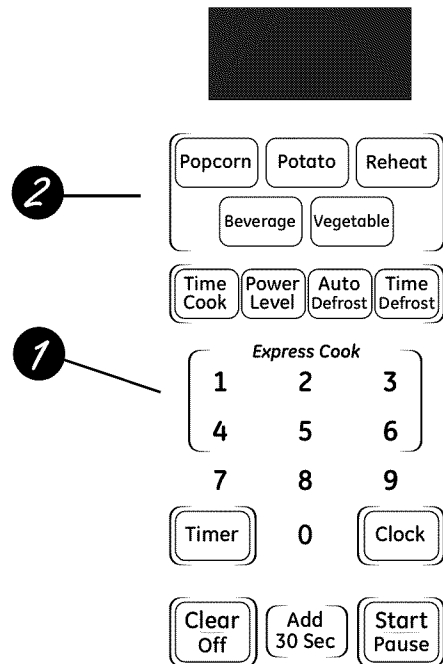 2
Popcorn Potato Reheat
Beverage Vegetable
Time Cook Power Level Auto Defrost Time Defrost
1
Express Cook
1 2 3
4 5 6
7 8 9
Timer 0 Clock
Clear Off Add 30 Sec Start Pause